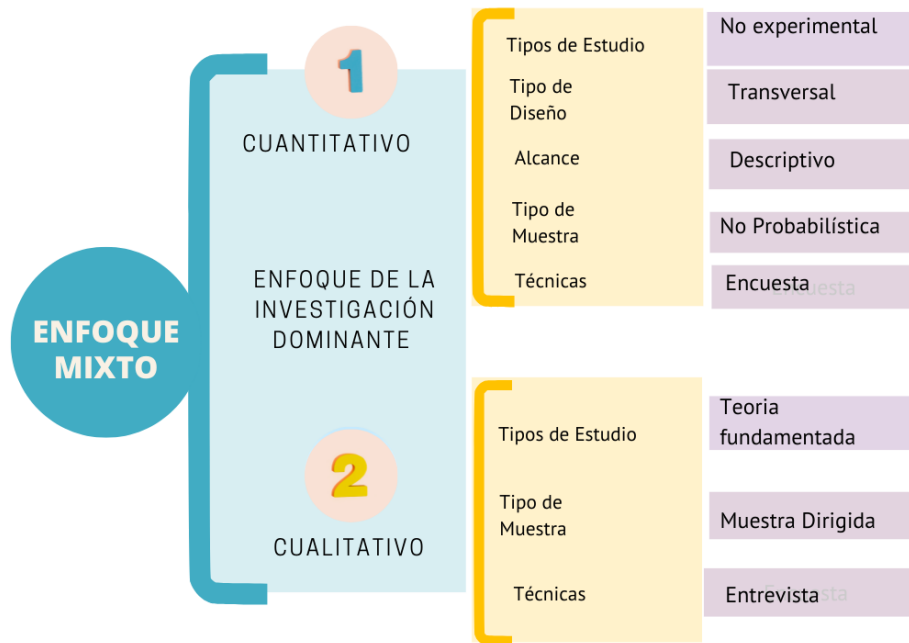 ENFOQUE
MIXTO
1
CUANTITATIVO
ENFOQUE DE LA
INVESTIGACIÓN
DOMINANTE
2
CUALITATIVO
Tipos de Estudio
No experimental
Tipo de
Diseño
Transversal
Alcance
Descriptivo
Tipo de
Muestra
No Probabilística
Técnicas
Encuesta
Encuesta
Tipos de Estudio
Teoria
fundamentada
Tipo de
Muestra
Muestra Dirigida
Técnicas
Entrevista
Encuesta